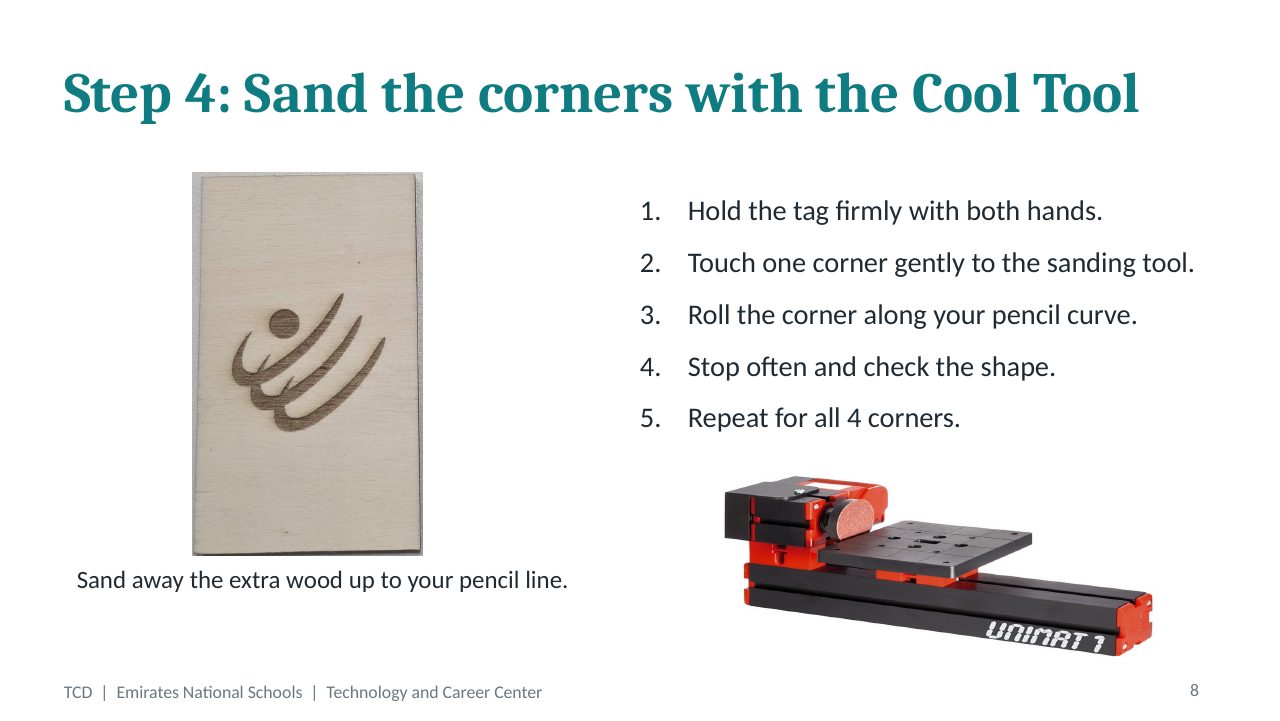 Step 4: Sand the corners with the Cool Tool
1. Hold the tag firmly with both hands.
2. Touch one corner gently to the sanding tool.
3. Roll the corner along your pencil curve.
4. Stop often and check the shape.
5. Repeat for all 4 corners.
Sand away the extra wood up to your pencil line.
UNIMAT 1
TCD | Emirates National Schools | Technology and Career Center
8